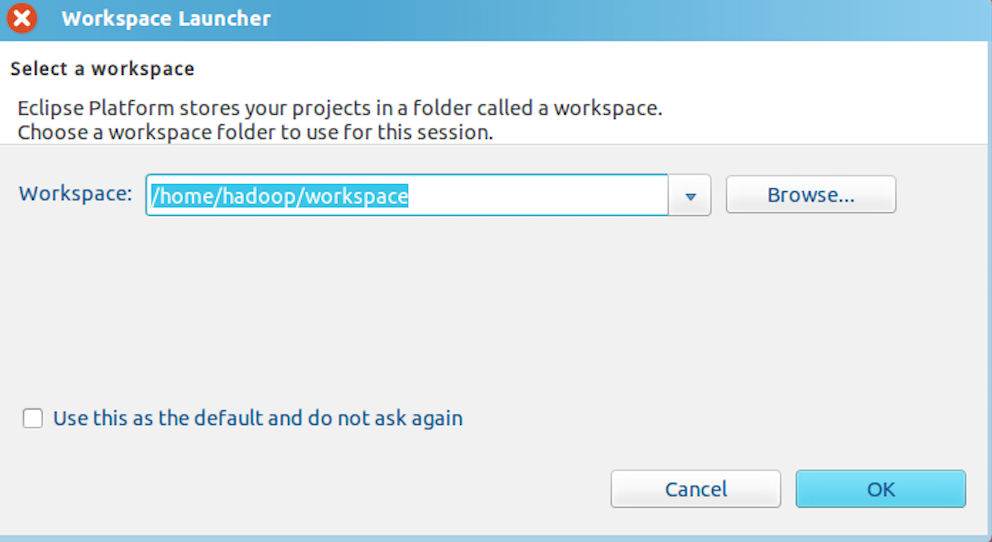 Workspace Launcher
Select a workspace
Eclipse Platform stores your projects in a folder called a workspace.
Choose a workspace folder to use for this session.
Workspace: /home/hadoop/workspace Browse...
Use this as the default and do not ask again
Cancel OK